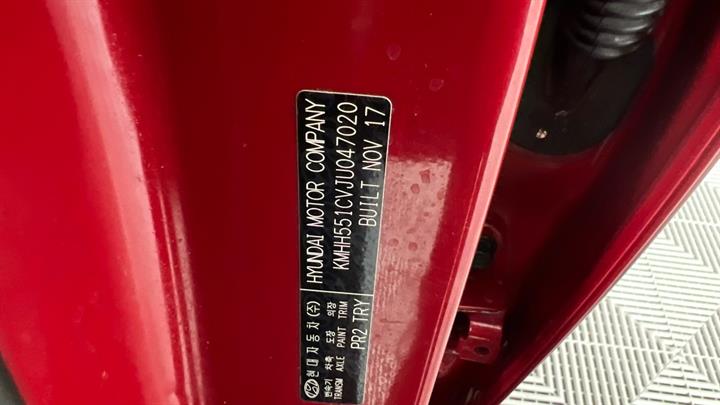 현대자동차(주) HYUNDAI MOTOR COMPANY
변속기 차축 도장 의장 KMHH551CVJU047020
TRANSM AXLE PAINT TRIM BUILT NOV 17
PR2 TRY